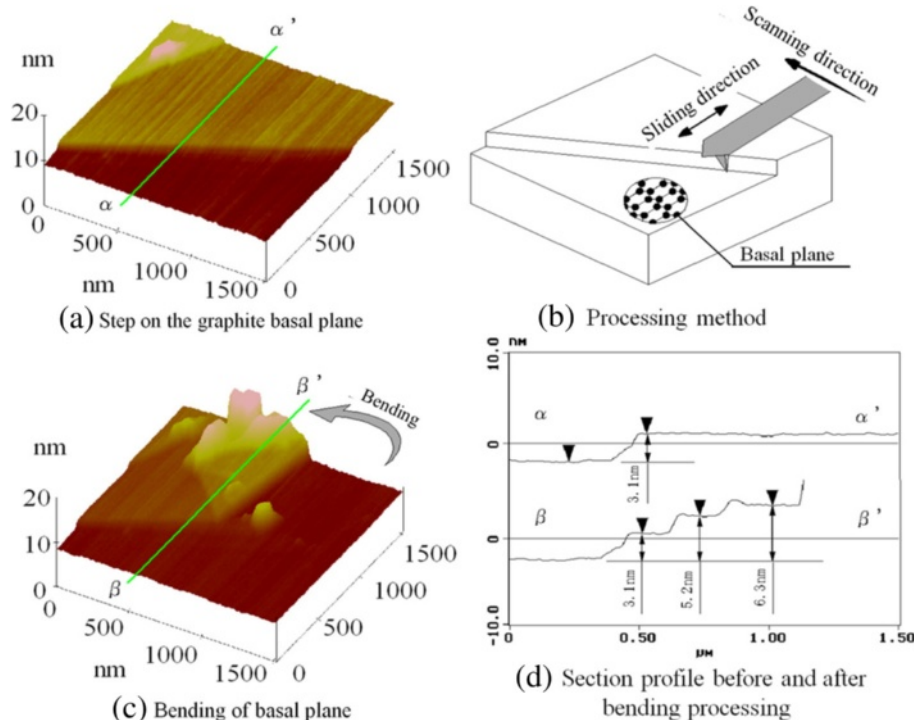 α'
nm
20
10
0
α
0
500
1000
1500
nm
0
500
1000
1500
(a) Step on the graphite basal plane
Scanning direction
Sliding direction
Basal plane
(b) Processing method
β'
Bending
nm
20
10
0
β
0
500
1000
1500
nm
0
500
1000
1500
(c) Bending of basal plane
10.0
nM
α
α'
0
3.1nm
β
β'
0
3.1nm
5.2nm
6.3nm
-10.0
0
0.50
1.00
1.50
μM
(d) Section profile before and after
bending processing